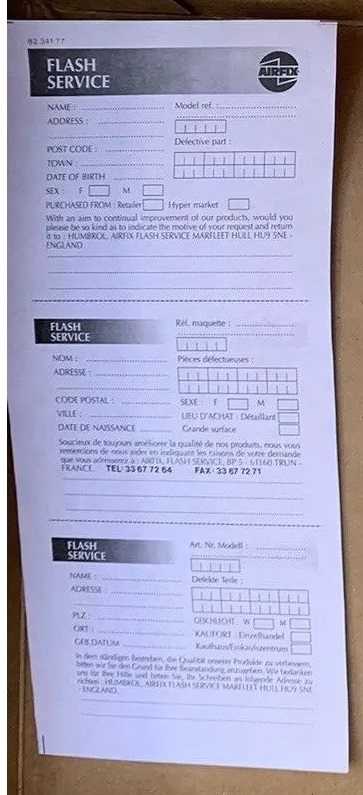 82 34177
FLASH
SERVICE
AIRFIX
NAME :
Model ref. :
ADDRESS :
Defective part :
POST CODE :
TOWN :
DATE OF BIRTH
SEX : F M
PURCHASED FROM : Retailer Hyper market
With an aim to continual improvement of our products, would you
please be so kind as to indicate the motive of your request and return
it to : HUMBROL, AIRFIX FLASH SERVICE MARFLEET HULL HU9 5NE -
ENGLAND
FLASH
SERVICE
Réf. maquette :
NOM :
Pièces défectueuses :
ADRESSE :
CODE POSTAL :
SEXE : F M
VILLE :
LIEU D'ACHAT : Détaillant
DATE DE NAISSANCE
Grande surface
Soucieux de toujours améliorer la qualité de nos produits, nous vous
remercions de nous aider en indiquant les raisons de votre demande
que vous adresserez à : AIRFIX, FLASH SERVICE, BP 5 - 61160 TRUN -
FRANCE. TEL: 33 67 72 64 FAX: 33 67 72 71
FLASH
SERVICE
Art. Nr. Modell :
NAME :
Defekte Teile :
ADRESSE :
PLZ :
GESCHLECHT : W M
ORT :
KAUFORT : Einzelhandel
GEB.DATUM
Kaufhaus/Einkaufszentrum
In dem ständigen Bestreben, die Qualität unserer Produkte zu verbessern,
bitten wir Sie den Grund für Ihre Beanstandung anzugeben. Wir bedanken
uns für Ihre Hilfe und bitten Sie, Ihr Schreiben an folgende Adresse zu
richten : HUMBROL, AIRFIX FLASH SERVICE MARFLEET HULL HU9 5NE
- ENGLAND.